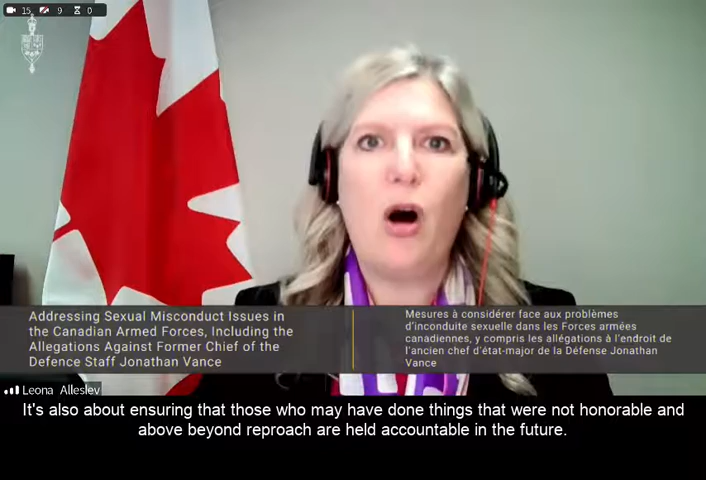 15 9 0
Addressing Sexual Misconduct Issues in
the Canadian Armed Forces, Including the
Allegations Against Former Chief of the
Defence Staff Jonathan Vance
Mesures à considérer face aux problèmes
d'inconduite sexuelle dans les Forces armées
canadiennes, y compris les allégations à l'endroit de
l'ancien chef d'état-major de la Défense Jonathan
Vance
Leona Alleslev
It's also about ensuring that those who may have done things that were not honorable and
above beyond reproach are held accountable in the future.